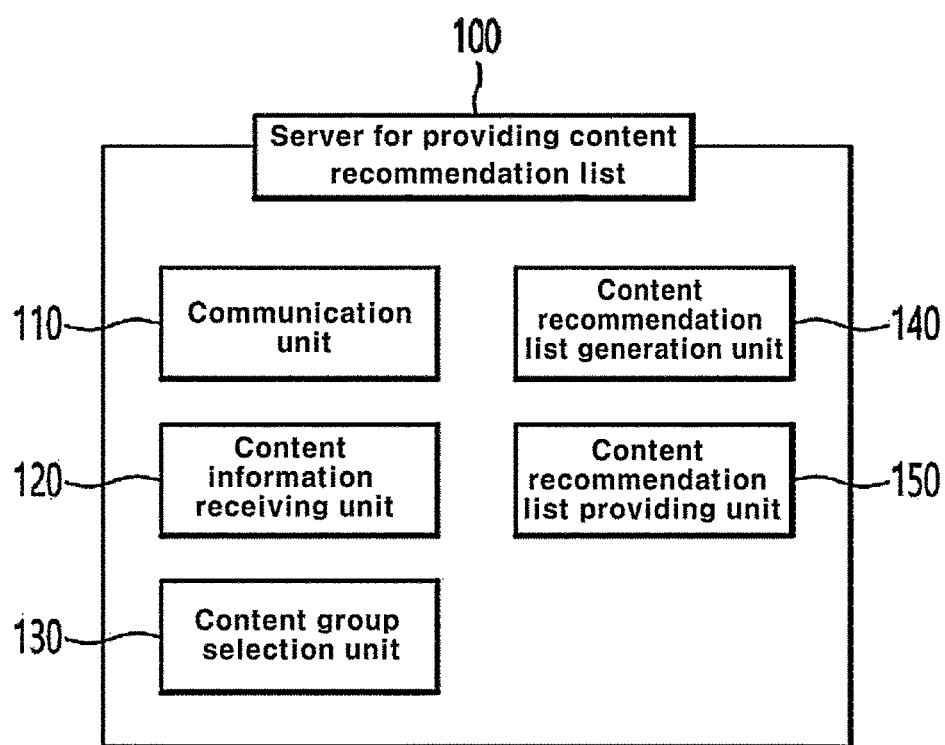 100
Server for providing content
recommendation list
110
Communication
unit
Content
recommendation
list generation unit
140
120
Content
information
receiving unit
Content
recommendation
list providing unit
150
130
Content group
selection unit